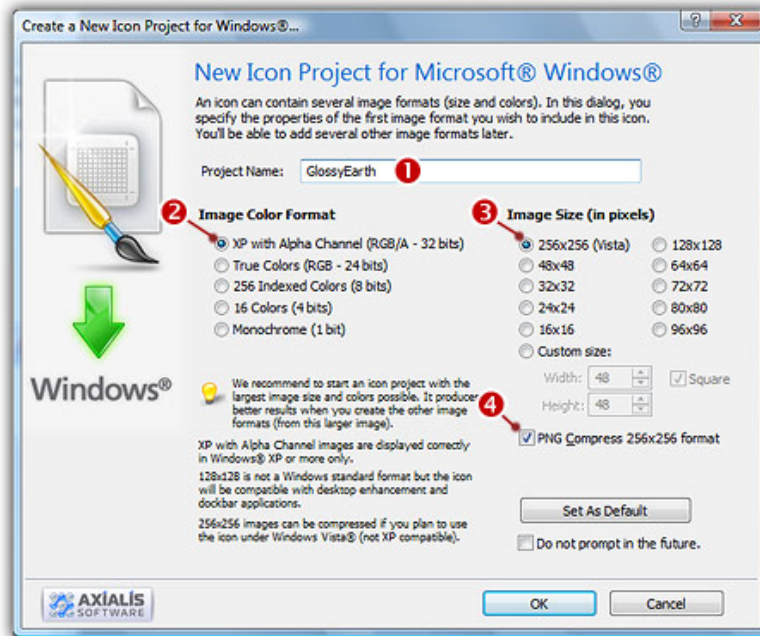 Create a New Icon Project for Windows®...
New Icon Project for Microsoft® Windows®
An icon can contain several image formats (size and colors). In this dialog, you
specify the properties of the first image format you wish to include in this icon.
You'll be able to add several other image formats later.
Project Name: GlossyEarth 1
2
Image Color Format
XP with Alpha Channel (RGB/A - 32 bits)
True Colors (RGB - 24 bits)
256 Indexed Colors (8 bits)
16 Colors (4 bits)
Monochrome (1 bit)
3
Image Size (in pixels)
256x256 (Vista) 128x128
48x48 64x64
32x32 72x72
24x24 80x80
16x16 96x96
Custom size:
Width: 48 Square
Height: 48
4
PNG Compress 256x256 format
Windows®
We recommend to start an icon project with the
largest image size and colors possible. It produce
better results when you create the other image
formats (from this larger image).
XP with Alpha Channel images are displayed correctly
in Windows® XP or more only.
128x128 is not a Windows standard format but the icon
will be compatible with desktop enhancement and
dockbar applications.
256x256 images can be compressed if you plan to use
the icon under Windows Vista® (not XP compatible).
Set As Default
Do not prompt in the future.
AXIALIS
SOFTWARE
OK
Cancel